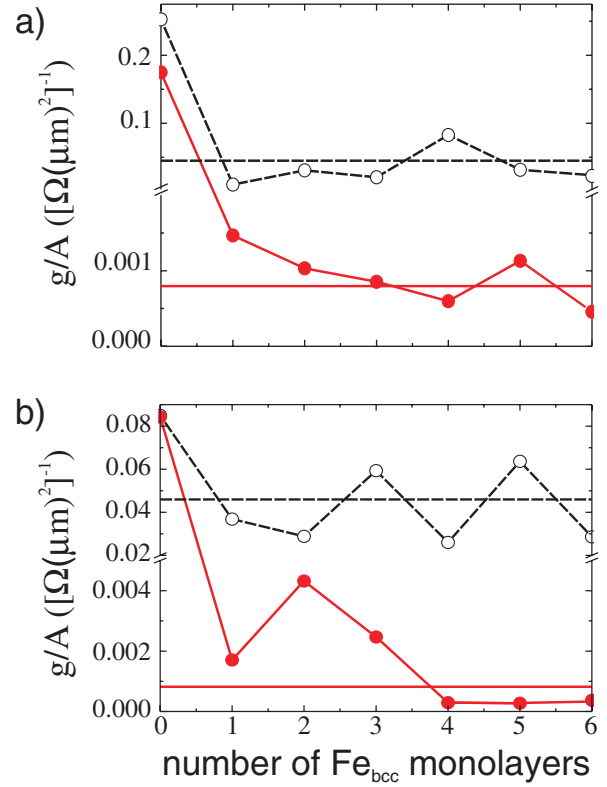 a)
g/A ([Ω(μm)²]⁻¹)
0.2
0.1
0.001
0.000
b)
g/A ([Ω(μm)²]⁻¹)
0.08
0.06
0.04
0.02
0.004
0.002
0.000
0 1 2 3 4 5 6
number of Fe_bcc monolayers